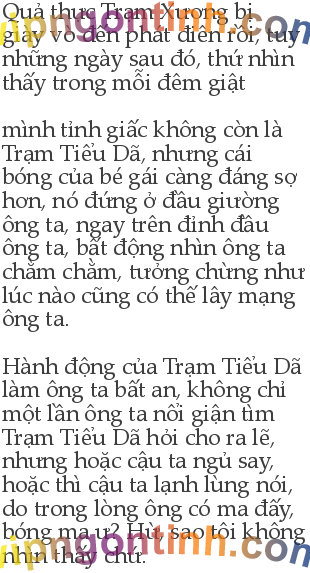 Quả thực Trạm Xương bị
giày vò đến phát điên rồi, tuy
những ngày sau đó, thứ nhìn
thấy trong mỗi đêm giật
mình tỉnh giấc không còn là
Trạm Tiểu Dã, nhưng cái
bóng của bé gái càng đáng sợ
hơn, nó đứng ở đầu giường
ông ta, ngay trên đỉnh đầu
ông ta, bất động nhìn ông ta
chằm chằm, tưởng chừng như
lúc nào cũng có thể lấy mạng
ông ta.
Hành động của Trạm Tiểu Dã
làm ông ta bất an, không chỉ
một lần ông ta nổi giận tìm
Trạm Tiểu Dã hỏi cho ra lẽ,
nhưng hoặc cậu ta ngủ say,
hoặc thì cậu ta lạnh lùng nói,
do trong lòng ông có ma đấy,
bóng ma ư? Hừ, sao tôi không
nhìn thấy chứ.
vipngontinh.com
vipngontinh.com